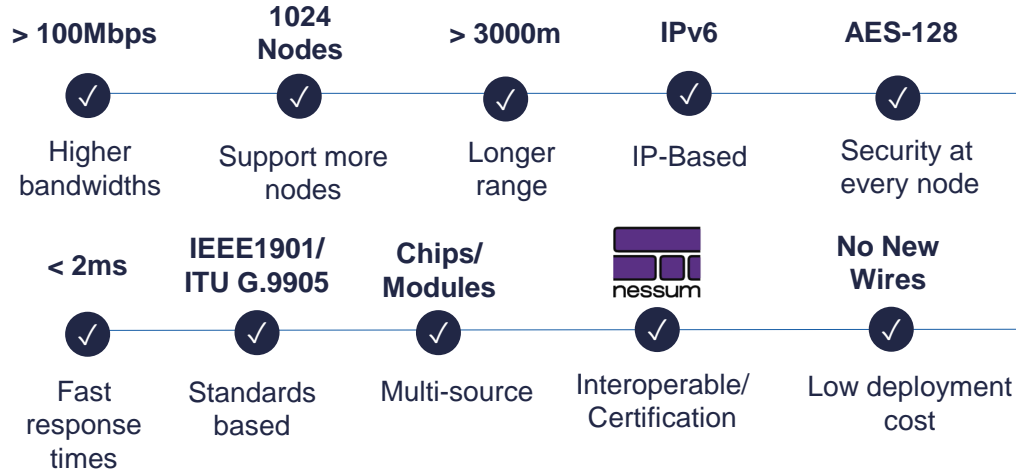 > 100Mbps
1024
Nodes
> 3000m
IPv6
AES-128
Higher
bandwidths
Support more
nodes
Longer
range
IP-Based
Security at
every node
< 2ms
IEEE1901/
ITU G.9905
Chips/
Modules
nessum
No New
Wires
Fast
response
times
Standards
based
Multi-source
Interoperable/
Certification
Low deployment
cost